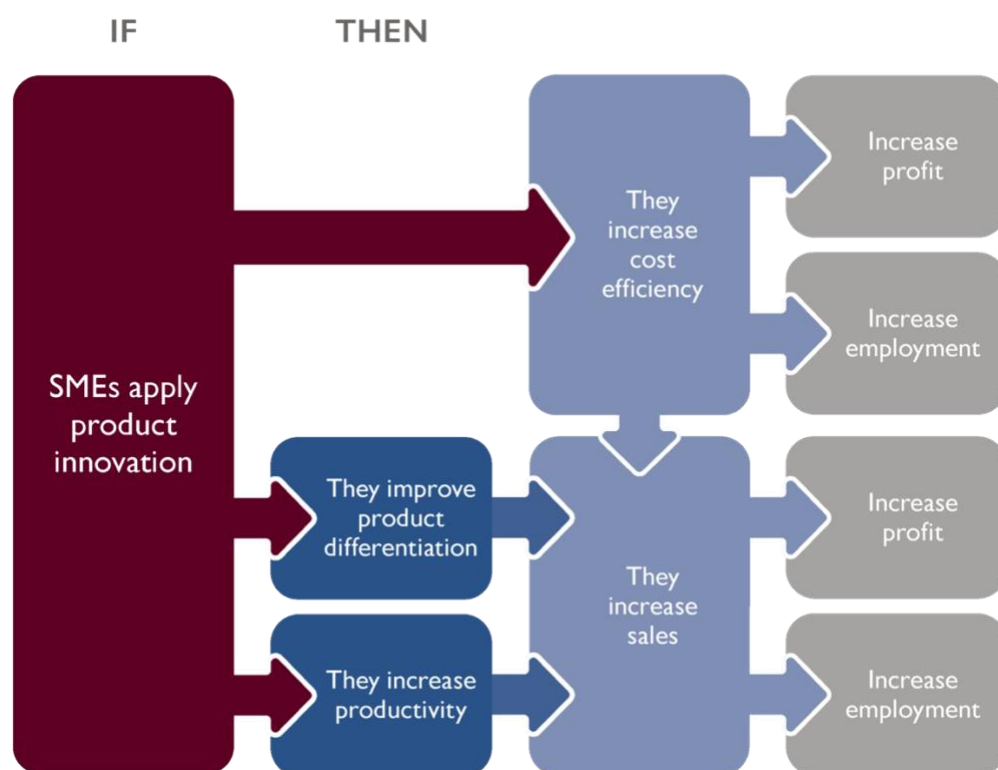 IF
THEN
SMEs apply
product
innovation
They improve
product
differentiation
They increase
productivity
They
increase
cost
efficiency
They
increase
sales
Increase
profit
Increase
employment
Increase
profit
Increase
employment